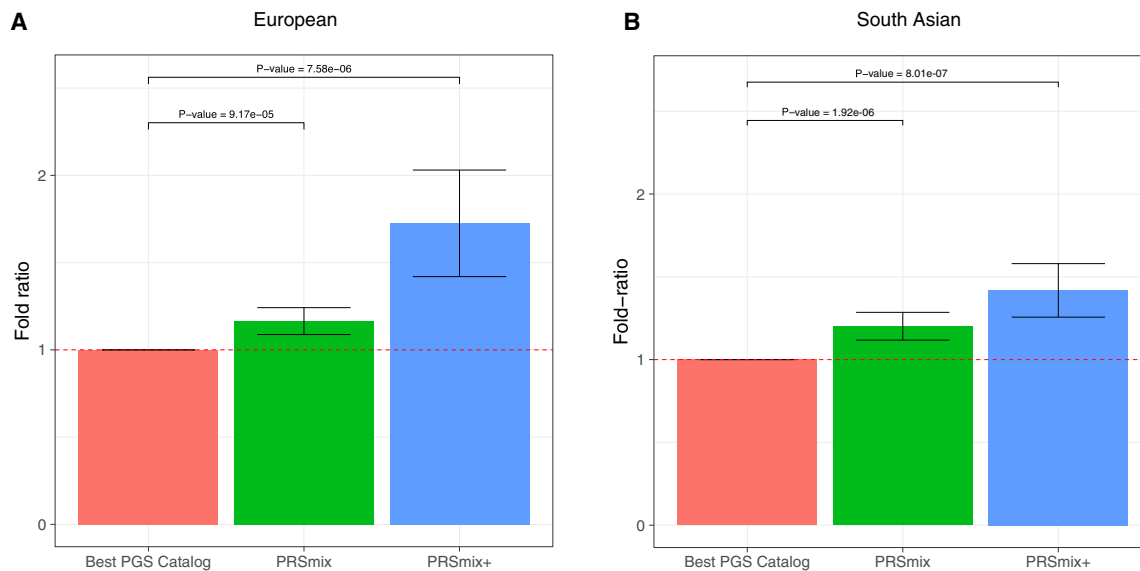 A
European
P-value = 7.58e-06
P-value = 9.17e-05
Fold ratio
2
1
0
Best PGS Catalog
PRSmix
PRSmix+
B
South Asian
P-value = 8.01e-07
P-value = 1.92e-06
Fold-ratio
2
1
0
Best PGS Catalog
PRSmix
PRSmix+